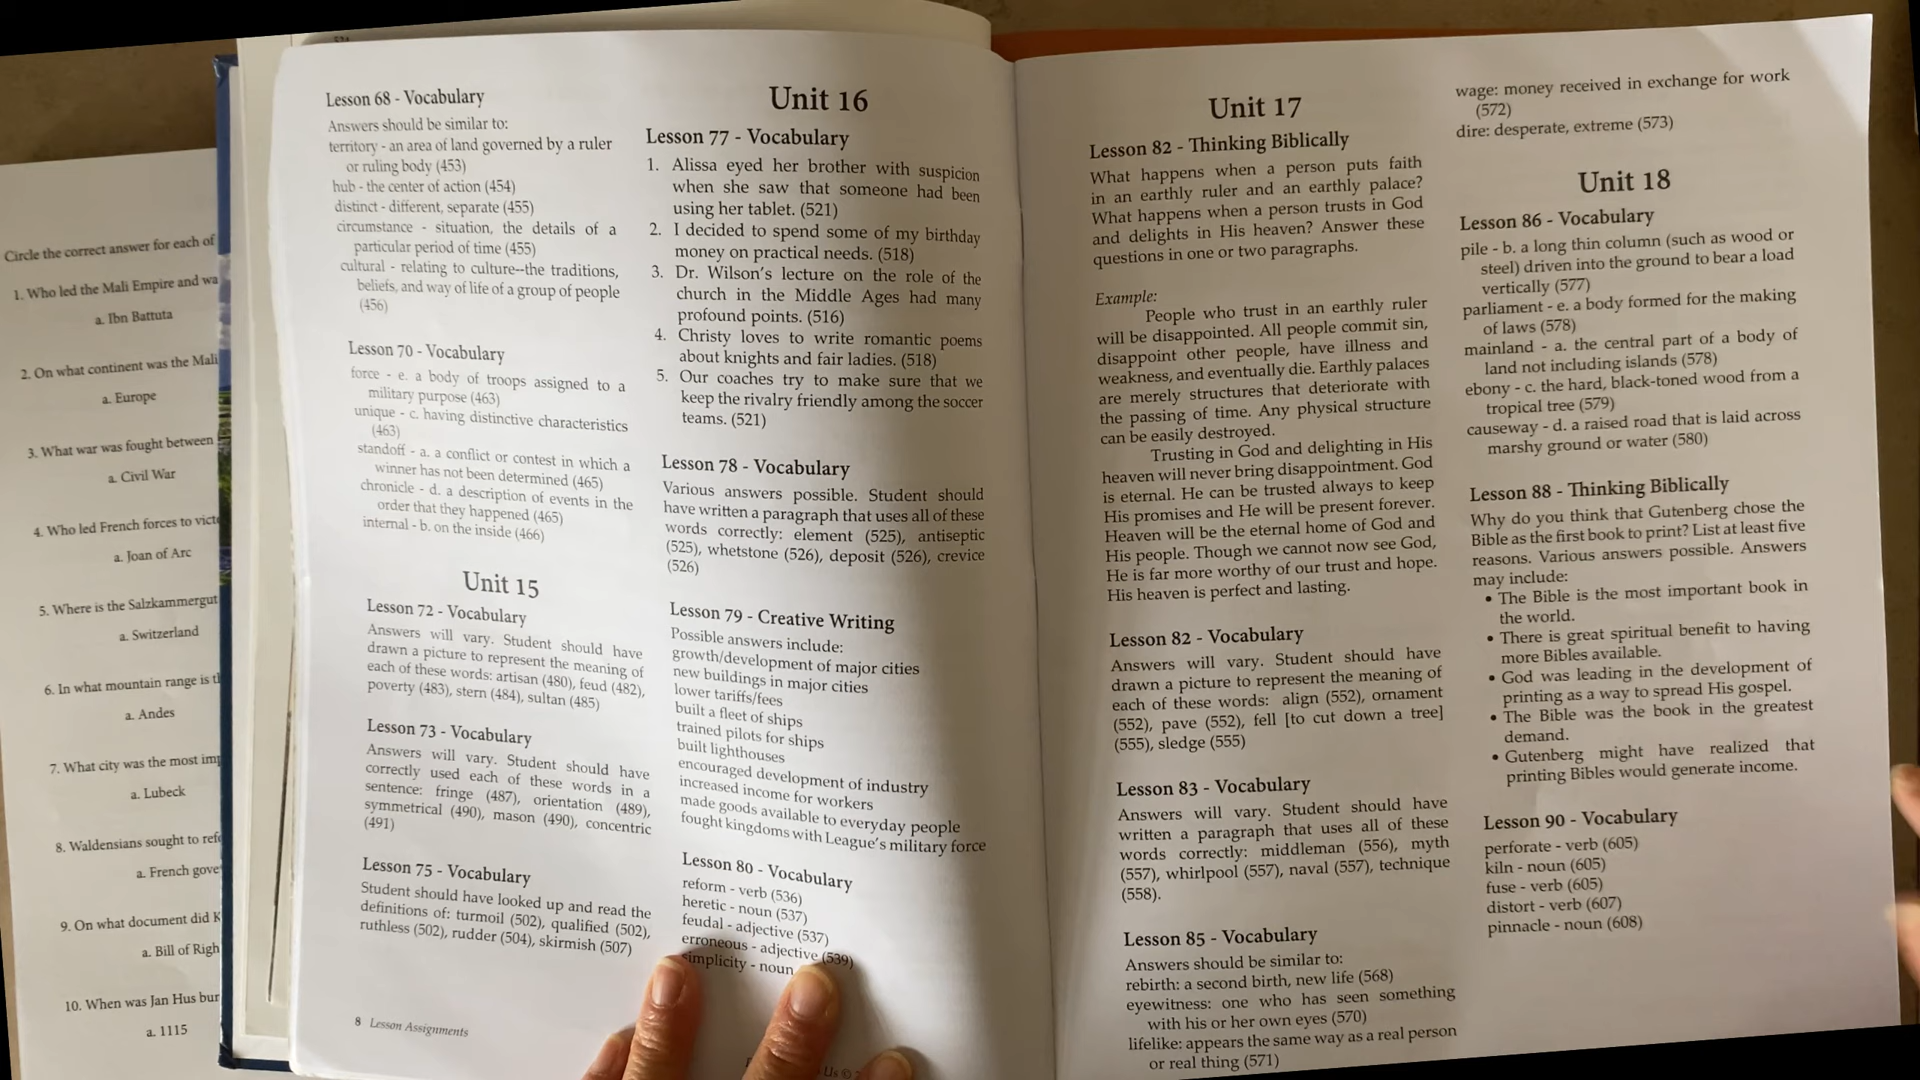 Circle the correct answer for each of
1. Who led the Mali Empire and wa
a. Ibn Battuta
2. On what continent was the Mali
a. Europe
3. What war was fought between
a. Civil War
4. Who led French forces to victo
a. Joan of Arc
5. Where is the Salzkammergut
a. Switzerland
6. In what mountain range is th
a. Andes
7. What city was the most imp
a. Lubeck
8. Waldensians sought to refo
a. French gove
9. On what document did K
a. Bill of Righ
10. When was Jan Hus bur
a. 1115
Lesson 68 - Vocabulary
Answers should be similar to:
territory - an area of land governed by a ruler
or ruling body (453)
hub - the center of action (454)
distinct - different, separate (455)
circumstance - situation, the details of a
particular period of time (455)
cultural - relating to culture--the traditions,
beliefs, and way of life of a group of people
(456)
Lesson 70 - Vocabulary
force - e. a body of troops assigned to a
military purpose (463)
unique - c. having distinctive characteristics
(463)
standoff - a. a conflict or contest in which a
winner has not been determined (465)
chronicle - d. a description of events in the
order that they happened (465)
internal - b. on the inside (466)
Unit 15
Lesson 72 - Vocabulary
Answers will vary. Student should have
drawn a picture to represent the meaning of
each of these words: artisan (480), feud (482),
poverty (483), stern (484), sultan (485)
Lesson 73 - Vocabulary
Answers will vary. Student should have
correctly used each of these words in a
sentence: fringe (487), orientation (489),
symmetrical (490), mason (490), concentric
(491)
Lesson 75 - Vocabulary
Student should have looked up and read the
definitions of: turmoil (502), qualified (502),
ruthless (502), rudder (504), skirmish (507)
8 Lesson Assignments
Unit 16
Lesson 77 - Vocabulary
1. Alissa eyed her brother with suspicion
when she saw that someone had been
using her tablet. (521)
2. I decided to spend some of my birthday
money on practical needs. (518)
3. Dr. Wilson's lecture on the role of the
church in the Middle Ages had many
profound points. (516)
4. Christy loves to write romantic poems
about knights and fair ladies. (518)
5. Our coaches try to make sure that we
keep the rivalry friendly among the soccer
teams. (521)
Lesson 78 - Vocabulary
Various answers possible. Student should
have written a paragraph that uses all of these
words correctly: element (525), antiseptic
(525), whetstone (526), deposit (526), crevice
(526)
Lesson 79 - Creative Writing
Possible answers include:
growth/development of major cities
new buildings in major cities
lower tariffs/fees
built a fleet of ships
trained pilots for ships
built lighthouses
encouraged development of industry
increased income for workers
made goods available to everyday people
fought kingdoms with League's military force
Lesson 80 - Vocabulary
reform - verb (536)
heretic - noun (537)
feudal - adjective (537)
erroneous - adjective (539)
simplicity - noun
Us ©
Unit 17
Lesson 82 - Thinking Biblically
What happens when a person puts faith
in an earthly ruler and an earthly palace?
What happens when a person trusts in God
and delights in His heaven? Answer these
questions in one or two paragraphs.
Example:
People who trust in an earthly ruler
will be disappointed. All people commit sin,
disappoint other people, have illness and
weakness, and eventually die. Earthly palaces
are merely structures that deteriorate with
the passing of time. Any physical structure
can be easily destroyed.
Trusting in God and delighting in His
heaven will never bring disappointment. God
is eternal. He can be trusted always to keep
His promises and He will be present forever.
Heaven will be the eternal home of God and
His people. Though we cannot now see God,
He is far more worthy of our trust and hope.
His heaven is perfect and lasting.
Lesson 82 - Vocabulary
Answers will vary. Student should have
drawn a picture to represent the meaning of
each of these words: align (552), ornament
(552), pave (552), fell [to cut down a tree]
(555), sledge (555)
Lesson 83 - Vocabulary
Answers will vary. Student should have
written a paragraph that uses all of these
words correctly: middleman (556), myth
(557), whirlpool (557), naval (557), technique
(558).
Lesson 85 - Vocabulary
Answers should be similar to:
rebirth: a second birth, new life (568)
eyewitness: one who has seen something
with his or her own eyes (570)
lifelike: appears the same way as a real person
or real thing (571)
wage: money received in exchange for work
(572)
dire: desperate, extreme (573)
Unit 18
Lesson 86 - Vocabulary
pile - b. a long thin column (such as wood or
steel) driven into the ground to bear a load
vertically (577)
parliament - e. a body formed for the making
of laws (578)
mainland - a. the central part of a body of
land not including islands (578)
ebony - c. the hard, black-toned wood from a
tropical tree (579)
causeway - d. a raised road that is laid across
marshy ground or water (580)
Lesson 88 - Thinking Biblically
Why do you think that Gutenberg chose the
Bible as the first book to print? List at least five
reasons. Various answers possible. Answers
may include:
• The Bible is the most important book in
the world.
• There is great spiritual benefit to having
more Bibles available.
• God was leading in the development of
printing as a way to spread His gospel.
• The Bible was the book in the greatest
demand.
• Gutenberg might have realized that
printing Bibles would generate income.
Lesson 90 - Vocabulary
perforate - verb (605)
kiln - noun (605)
fuse - verb (605)
distort - verb (607)
pinnacle - noun (608)